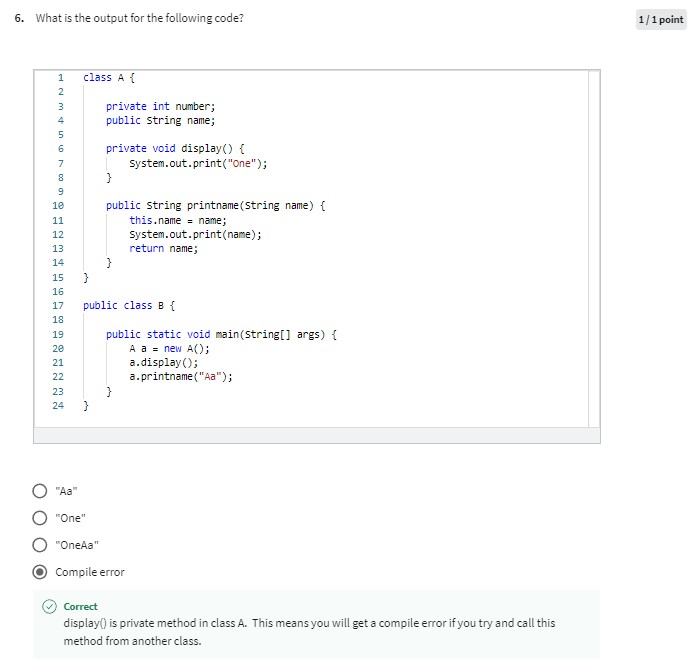 6. What is the output for the following code?
1 / 1 point
1 class A {
2
3 private int number;
4 public String name;
5
6 private void display() {
7 System.out.print("One");
8 }
9
10 public String printname(String name) {
11 this.name = name;
12 System.out.print(name);
13 return name;
14 }
15 }
16
17 public class B {
18
19 public static void main(String[] args) {
20 A a = new A();
21 a.display();
22 a.printname("Aa");
23 }
24 }
"Aa"
"One"
"OneAa"
Compile error
Correct
display() is private method in class A. This means you will get a compile error if you try and call this
method from another class.